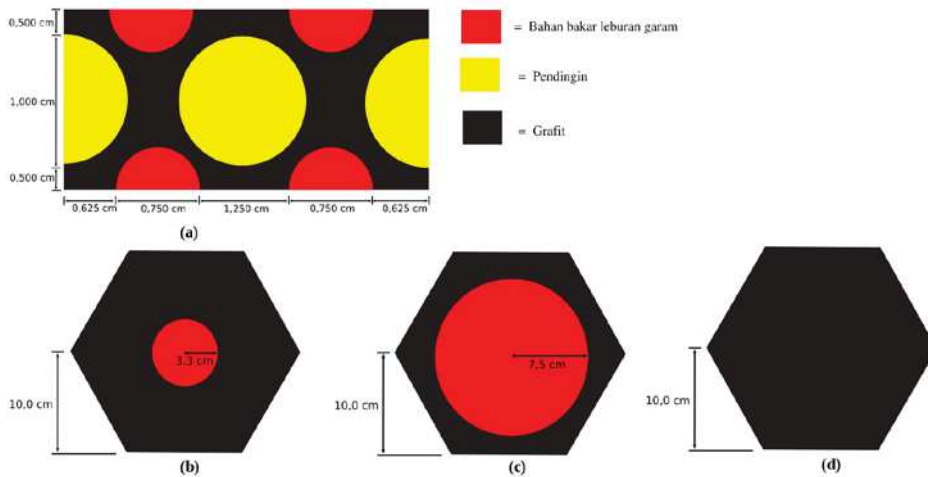 0,500 cm
1,000 cm
0,500 cm
0,625 cm 0,750 cm 1,250 cm 0,750 cm 0,625 cm
(a)
= Bahan bakar leburan garam
= Pendingin
= Grafit
3,3 cm
10,0 cm
(b)
7,5 cm
10,0 cm
(c)
10,0 cm
(d)